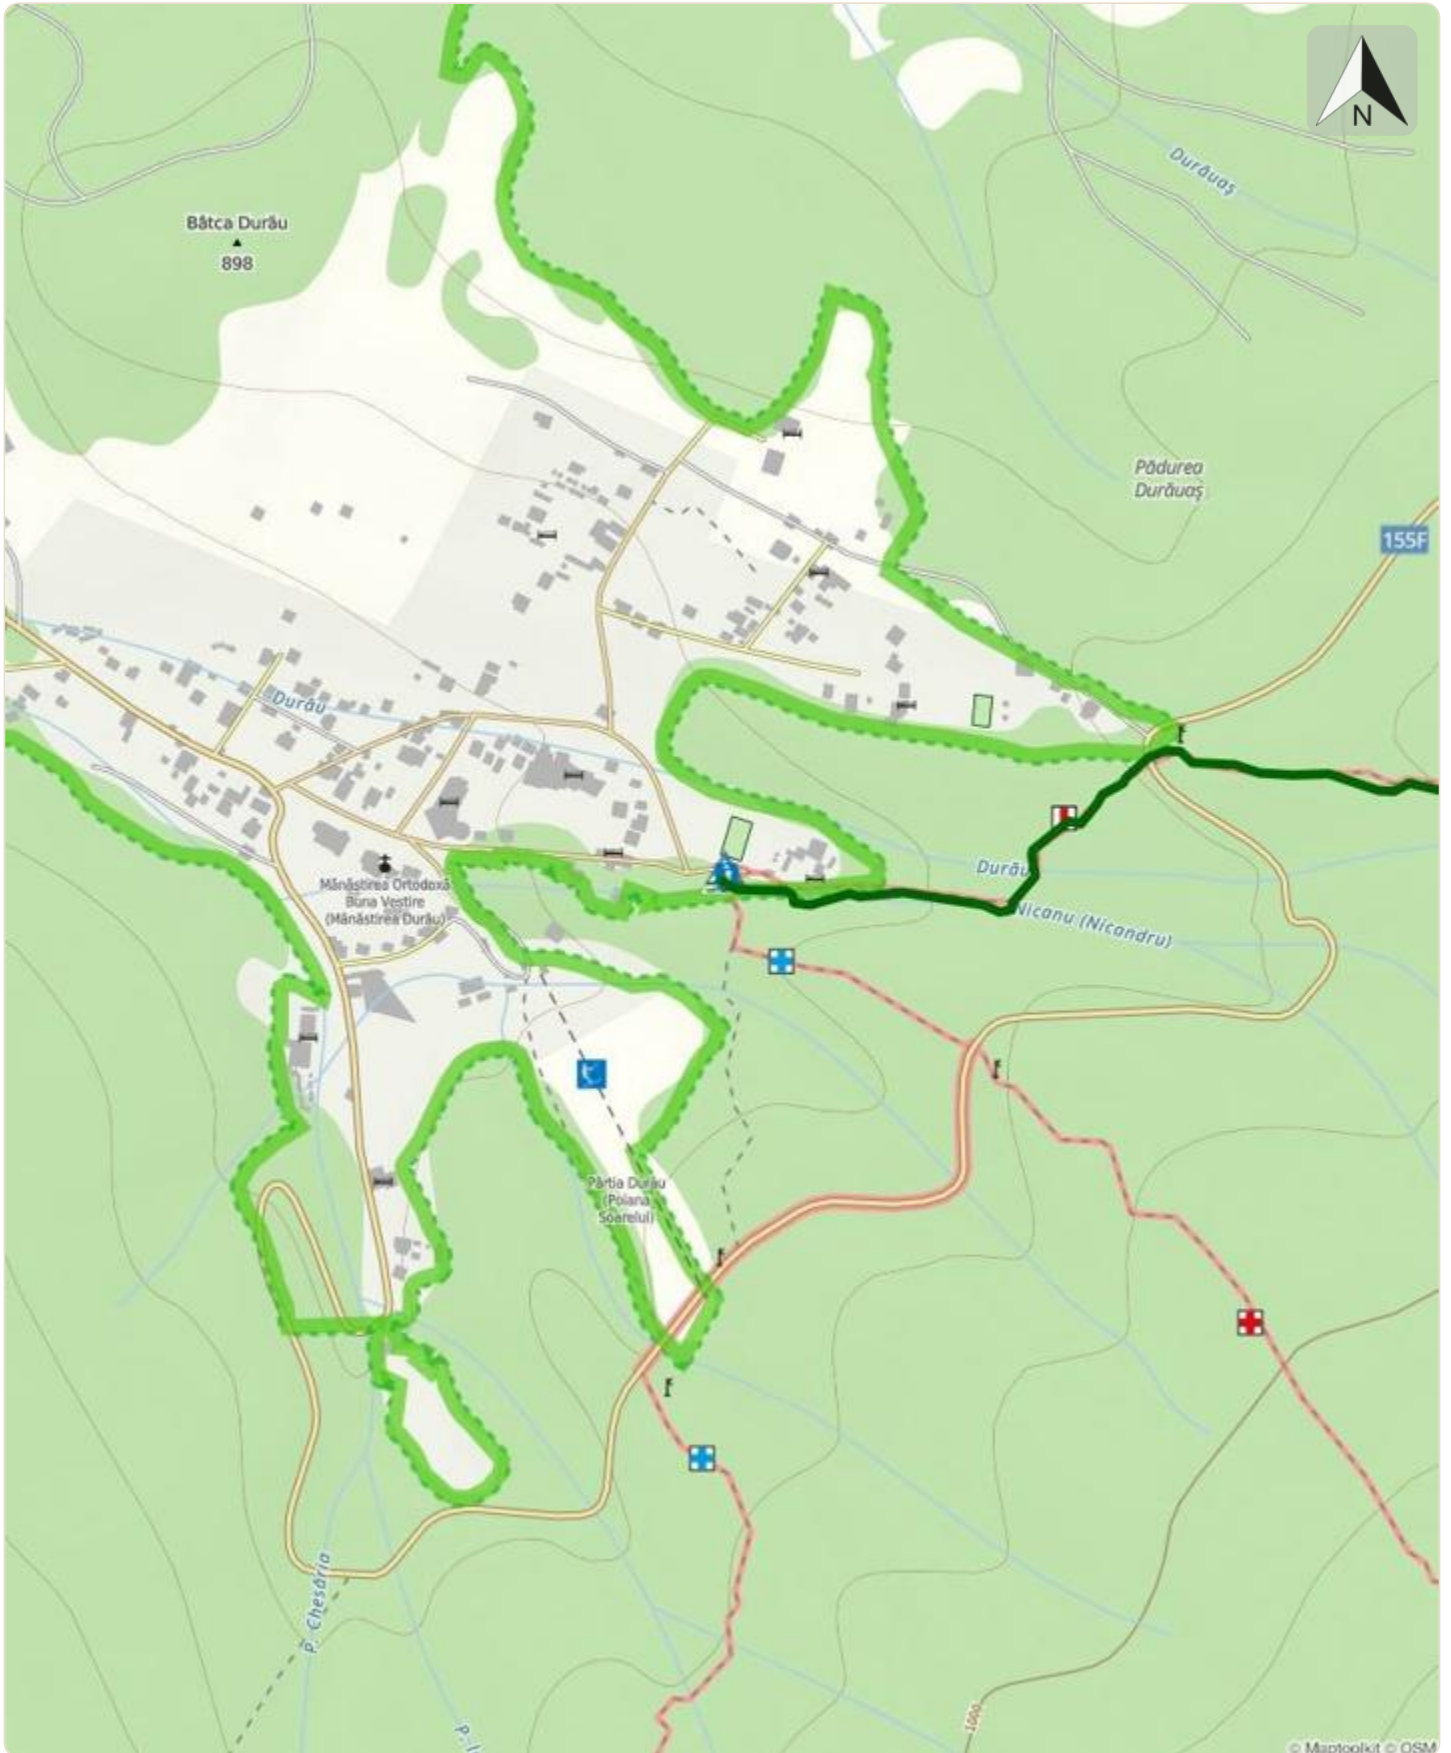 N
Durăuaș
Bâtca Durău
898
Pădurea
Durăuaș
155F
Durău
Durău
Mănăstirea Ortodoxă
Buna Vestire
(Mănăstirea Durău)
Nicanu (Nicandru)
Pârtia Durău
(Poiana
Soarelui)
P. Chesăria
1000
P. I
© Maptoolkit © OSM